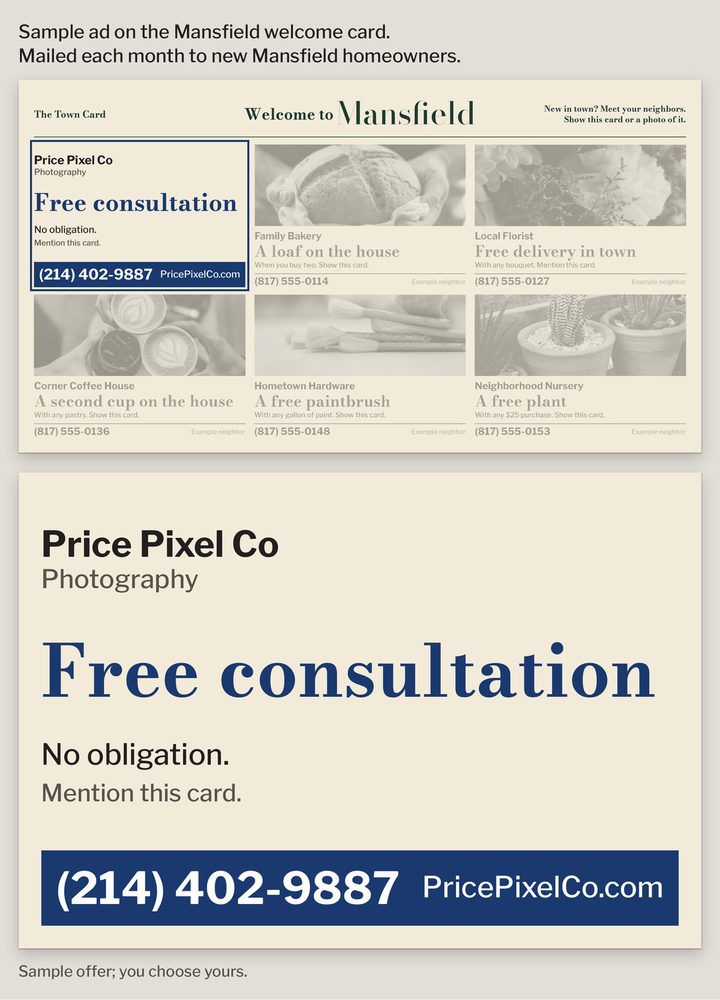 Sample ad on the Mansfield welcome card.
Mailed each month to new Mansfield homeowners.
The Town Card
Welcome to Mansfield
New in town? Meet your neighbors.
Show this card or a photo of it.
Price Pixel Co
Photography
Free consultation
No obligation.
Mention this card.
(214) 402-9887 PricePixelCo.com
Family Bakery
A loaf on the house
When you buy two. Show this card.
(817) 555-0114 Example neighbor
Local Florist
Free delivery in town
With any bouquet. Mention this card.
(817) 555-0127 Example neighbor
Corner Coffee House
A second cup on the house
With any pastry. Show this card.
(817) 555-0136 Example neighbor
Hometown Hardware
A free paintbrush
With any gallon of paint. Show this card.
(817) 555-0148 Example neighbor
Neighborhood Nursery
A free plant
With any $25 purchase. Show this card.
(817) 555-0153 Example neighbor
Price Pixel Co
Photography
Free consultation
No obligation.
Mention this card.
(214) 402-9887 PricePixelCo.com
Sample offer; you choose yours.